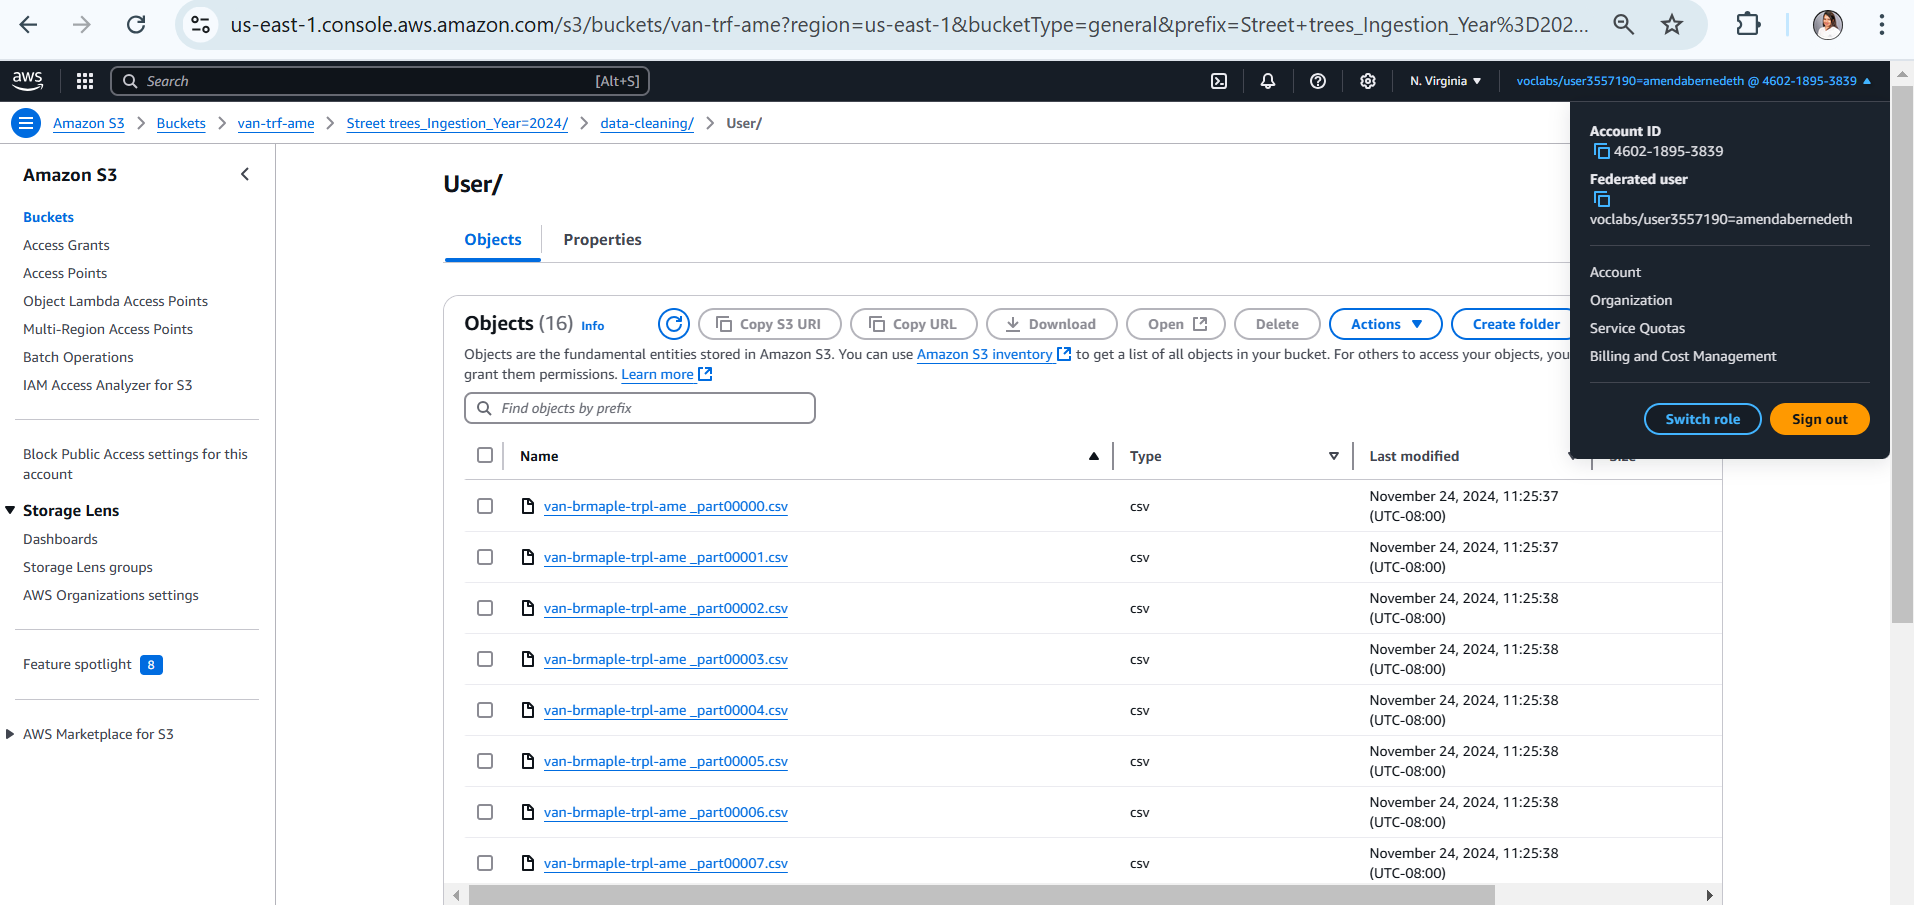 us-east-1.console.aws.amazon.com/s3/buckets/van-trf-ame?region=us-east-1&bucketType=general&prefix=Street+trees_Ingestion_Year%3D202...
aws
Search
[Alt+S]
N. Virginia
voclabs/user3557190=amendabernedeth @ 4602-1895-3839
Amazon S3
Buckets
van-trf-ame
Street trees_Ingestion_Year=2024/
data-cleaning/
User/
Account ID
4602-1895-3839
Federated user
voclabs/user3557190=amendabernedeth
Account
Organization
Service Quotas
Billing and Cost Management
Switch role
Sign out
Amazon S3
Buckets
Access Grants
Access Points
Object Lambda Access Points
Multi-Region Access Points
Batch Operations
IAM Access Analyzer for S3
Block Public Access settings for this
account
Storage Lens
Dashboards
Storage Lens groups
AWS Organizations settings
Feature spotlight 8
AWS Marketplace for S3
User/
Objects
Properties
Objects (16) Info
Copy S3 URI
Copy URL
Download
Open
Delete
Actions
Create folder
Objects are the fundamental entities stored in Amazon S3. You can use Amazon S3 inventory to get a list of all objects in your bucket. For others to access your objects, you
grant them permissions. Learn more
Find objects by prefix
Name
Type
Last modified
Size
van-brmaple-trpl-ame _part00000.csv
csv
November 24, 2024, 11:25:37
(UTC-08:00)
van-brmaple-trpl-ame _part00001.csv
csv
November 24, 2024, 11:25:37
(UTC-08:00)
van-brmaple-trpl-ame _part00002.csv
csv
November 24, 2024, 11:25:38
(UTC-08:00)
van-brmaple-trpl-ame _part00003.csv
csv
November 24, 2024, 11:25:38
(UTC-08:00)
van-brmaple-trpl-ame _part00004.csv
csv
November 24, 2024, 11:25:38
(UTC-08:00)
van-brmaple-trpl-ame _part00005.csv
csv
November 24, 2024, 11:25:38
(UTC-08:00)
van-brmaple-trpl-ame _part00006.csv
csv
November 24, 2024, 11:25:38
(UTC-08:00)
van-brmaple-trpl-ame _part00007.csv
csv
November 24, 2024, 11:25:38
(UTC-08:00)